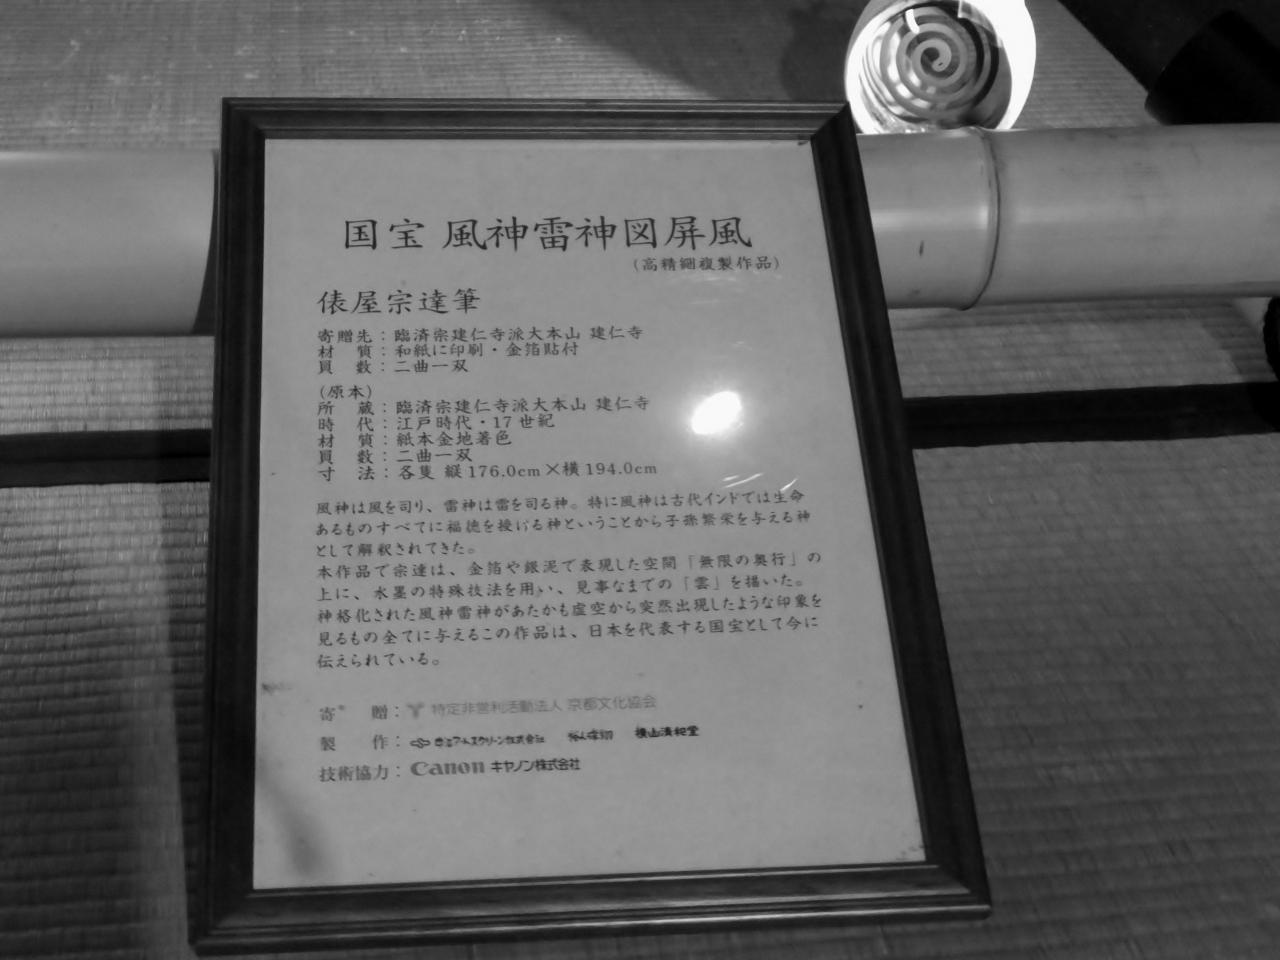 国宝 風神雷神図屏風
(高精細複製作品)
俵屋宗達筆
寄贈先：臨済宗建仁寺派大本山 建仁寺
材 質：和紙に印刷・金箔貼付
員 数：二曲一双
(原本)
所 蔵：臨済宗建仁寺派大本山 建仁寺
時 代：江戸時代・17世紀
材 質：紙本金地著色
員 数：二曲一双
寸 法：各隻 縦176.0cm×横194.0cm
風神は風を司り、雷神は雷を司る神。特に風神は古代インドでは生命
あるものすべてに福徳を授ける神ということから子孫繁栄を与える神
として解釈されてきた。
本作品で宗達は、金箔や銀泥で表現した空間「無限の奥行」の
上に、水墨の特殊技法を用い、見事なまでの「雲」を描いた。
神格化された風神雷神があたかも虚空から突然出現したような印象を
見るもの全てに与えるこの作品は、日本を代表する国宝として今に
伝えられている。
寄 贈：特定非営利活動法人 京都文化協会
製 作：アートスクリーン株式会社 横山清和堂
技術協力：Canon キヤノン株式会社